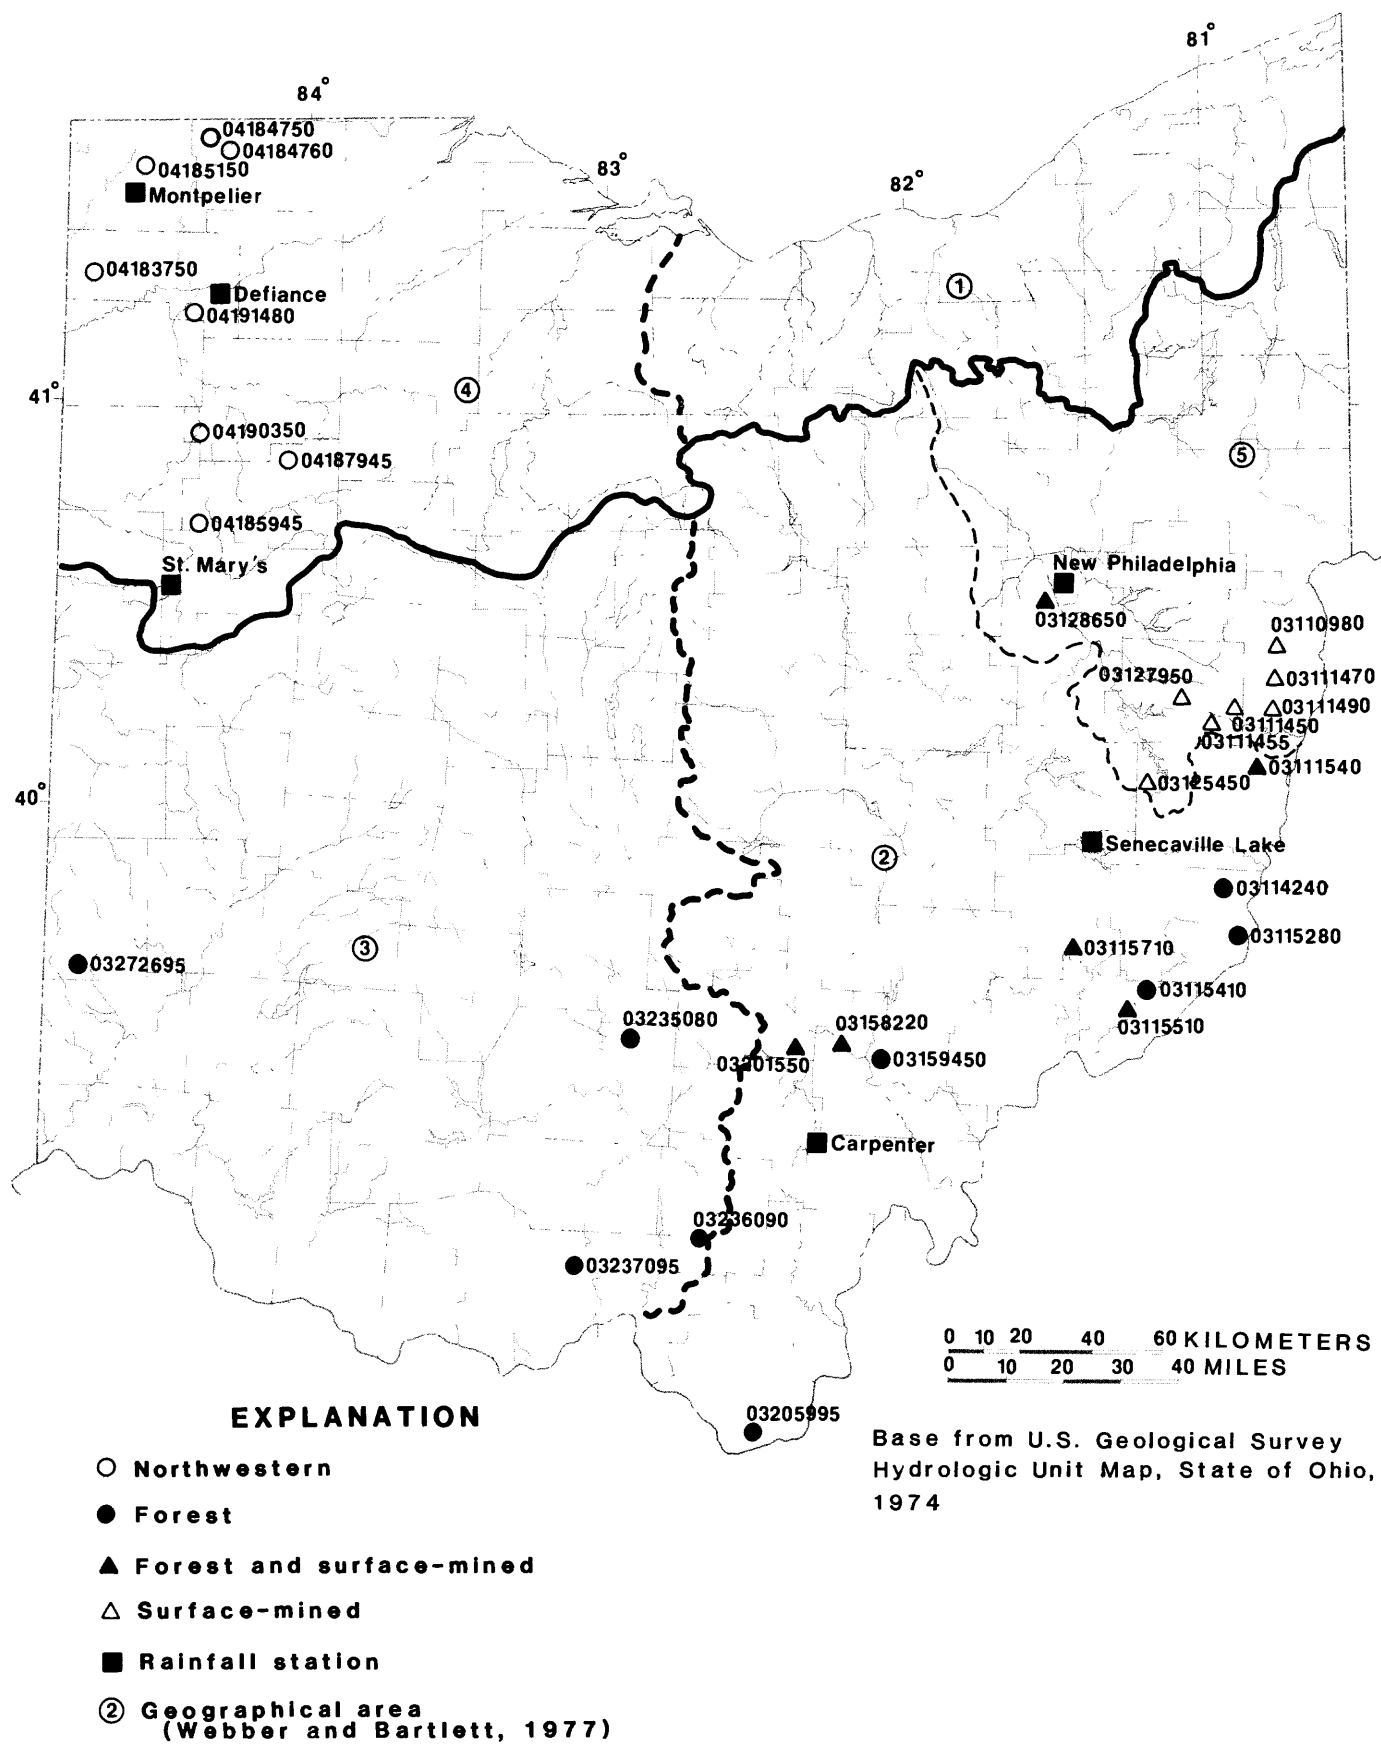 81°
84°
04184750
04184760
83°
04185150
82°
Montpelier
04183750
①
Defiance
04191480
④
41°
04190350
⑤
04187945
04185945
St. Mary's
New Philadelphia
03128650
03110980
03127950
03111470
03111490
03111450
03111455
03111540
03125450
40°
Senecaville Lake
②
03114240
03115280
③
03115710
03272695
03115410
03235080
03158220
03115510
03201550
03159450
Carpenter
03236090
03237095
0 10 20 40 60 KILOMETERS
0 10 20 30 40 MILES
03205995
EXPLANATION
Base from U.S. Geological Survey
Hydrologic Unit Map, State of Ohio,
1974
Northwestern
Forest
Forest and surface-mined
Surface-mined
Rainfall station
② Geographical area
(Webber and Bartlett, 1977)